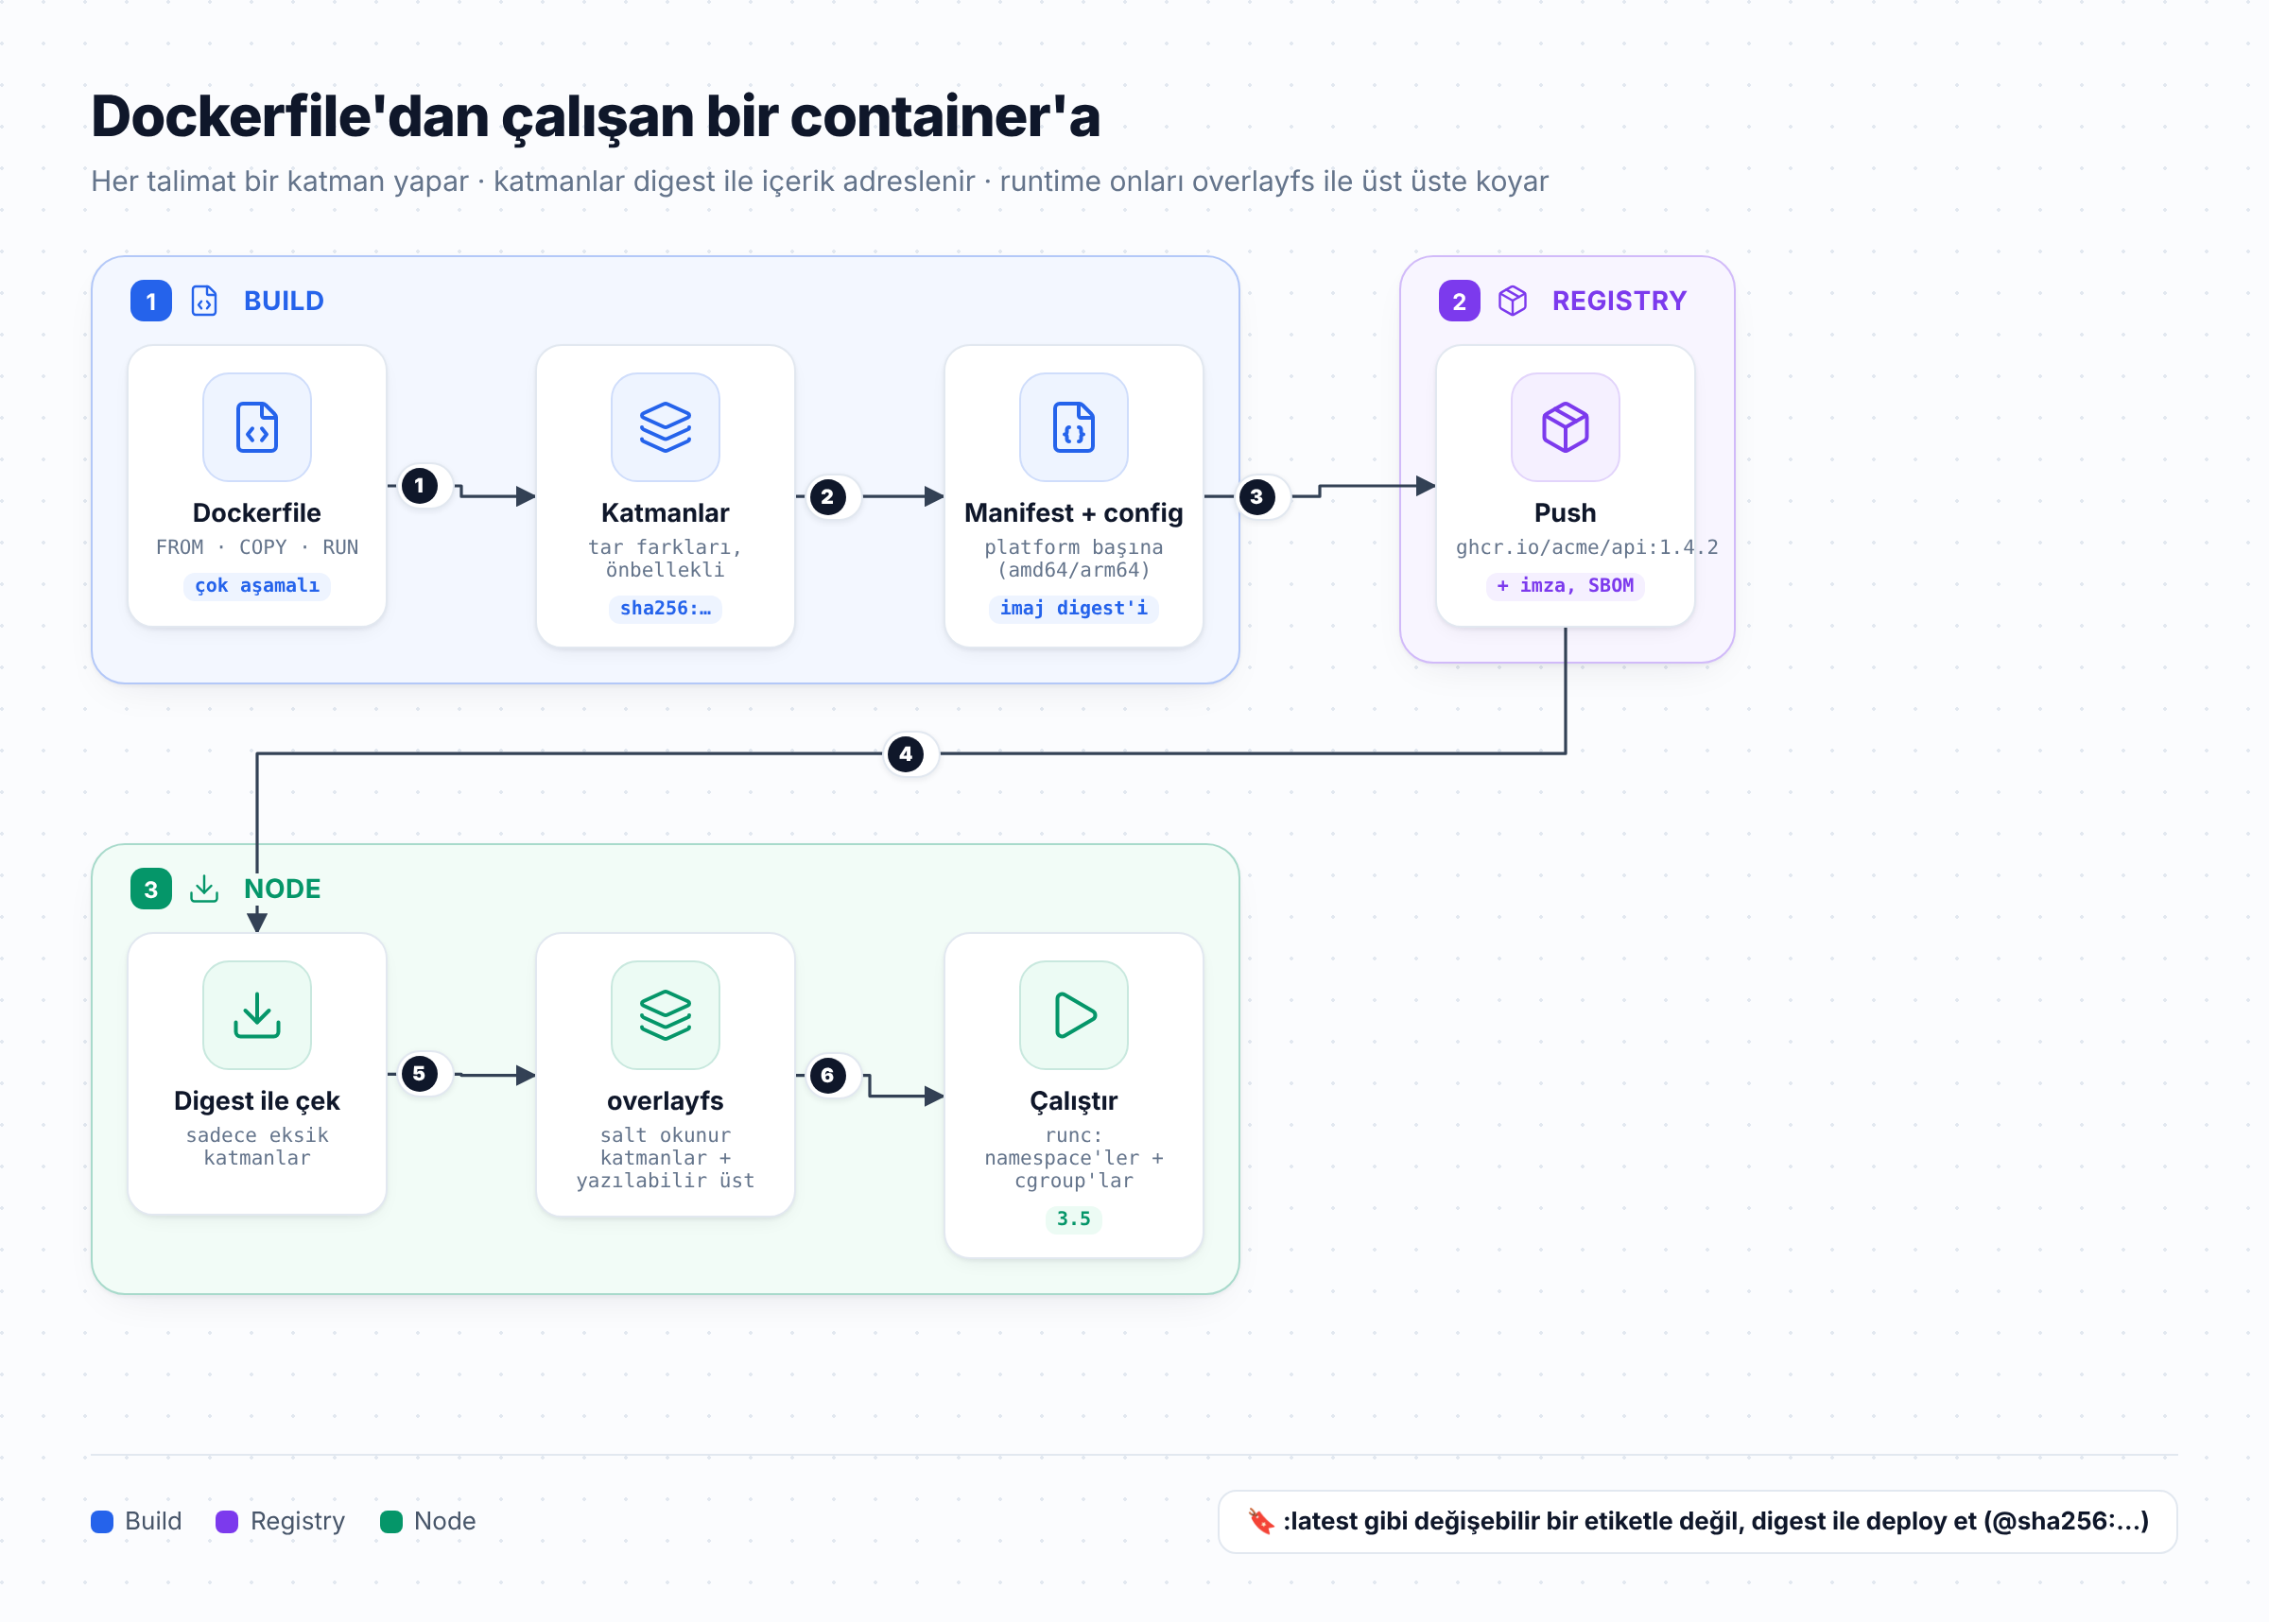 Dockerfile'dan çalışan bir container'a
Her talimat bir katman yapar · katmanlar digest ile içerik adreslenir · runtime onları overlayfs ile üst üste koyar
1 BUILD
Dockerfile
FROM · COPY · RUN
çok aşamalı
1
Katmanlar
tar farkları,
önbellekli
sha256:…
2
Manifest + config
platform başına
(amd64/arm64)
imaj digest'i
3
2 REGISTRY
Push
ghcr.io/acme/api:1.4.2
+ imza, SBOM
4
3 NODE
Digest ile çek
sadece eksik
katmanlar
5
overlayfs
salt okunur
katmanlar +
yazılabilir üst
6
Çalıştır
runc:
namespace'ler +
cgroup'lar
3.5
Build
Registry
Node
🔖 :latest gibi değişebilir bir etiketle değil, digest ile deploy et (@sha256:…)